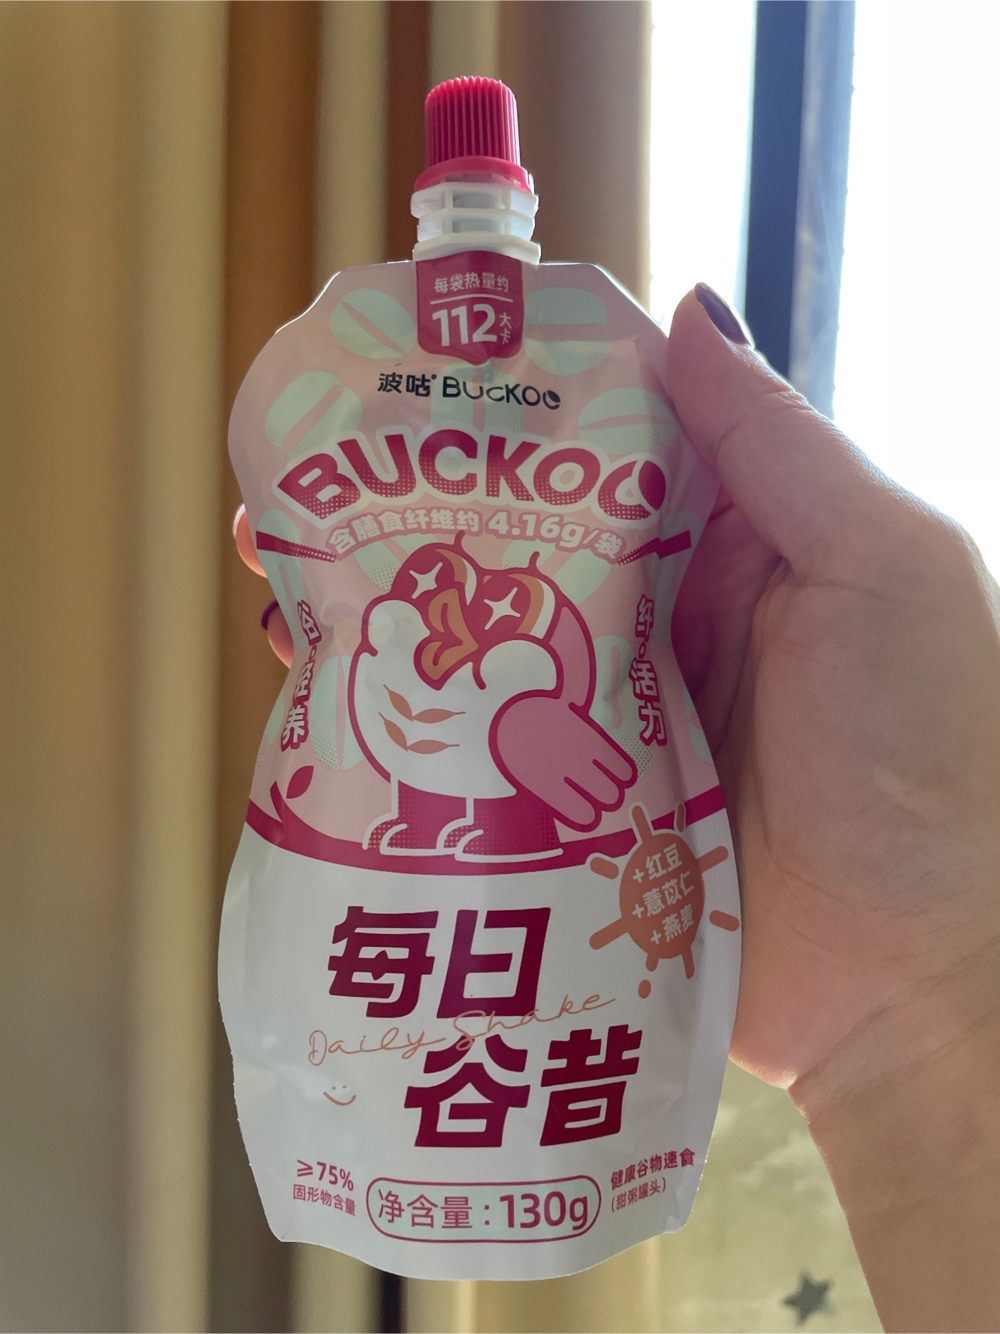 每袋热量约
112大卡
波咕 BUCKOO
BUCKOO
含膳食纤维约 4.16g/袋
谷·轻养
纤·活力
+红豆
+薏苡仁
+燕麦
每日
Daily Shake
谷昔
≥75%
固形物含量
净含量:130g
健康谷物速食
(甜粥罐头)